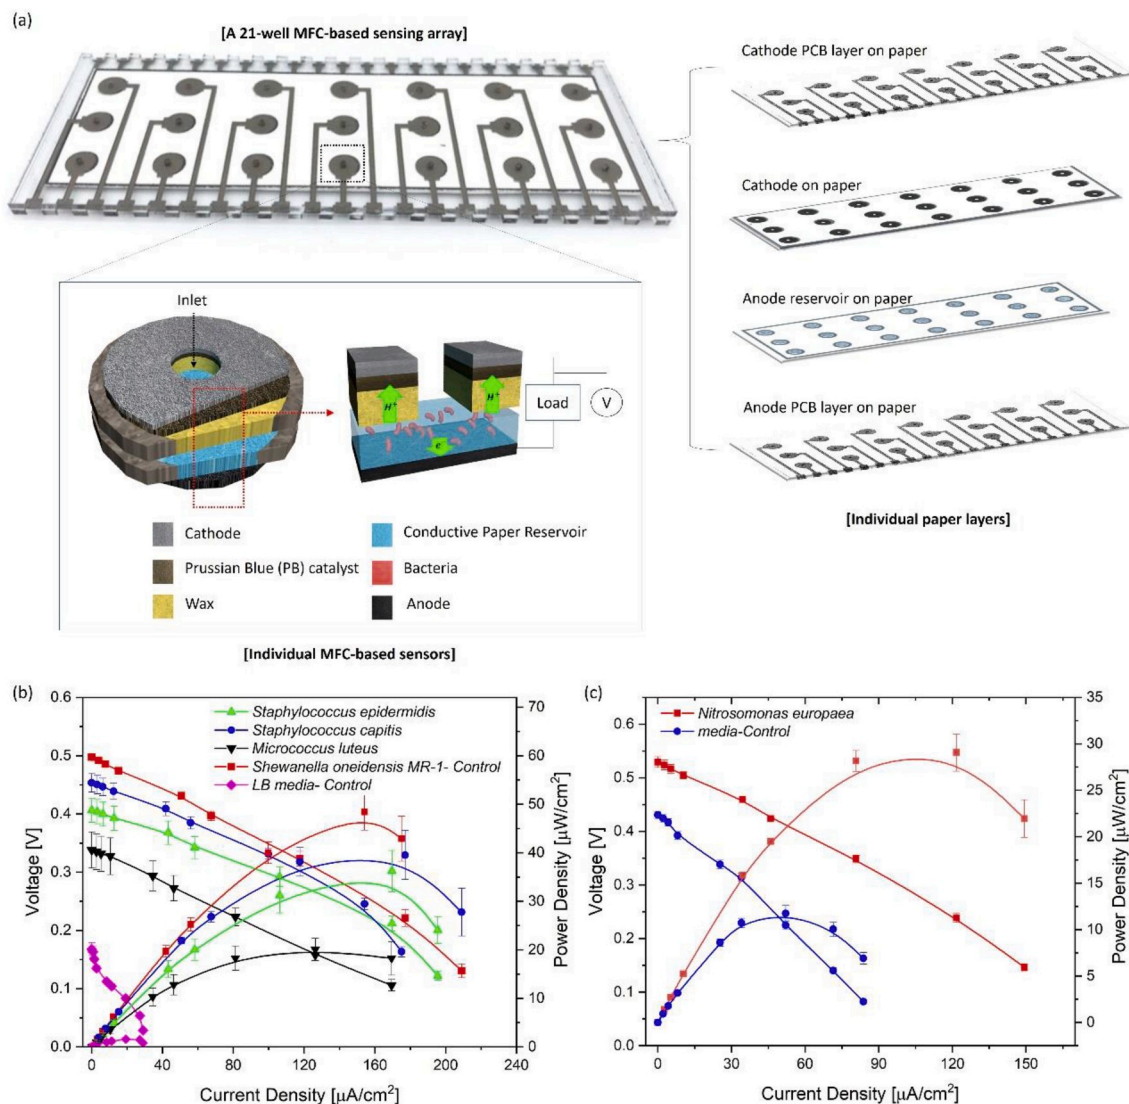 (a)
[A 21-well MFC-based sensing array]
Cathode PCB layer on paper
Cathode on paper
Anode reservoir on paper
Anode PCB layer on paper
[Individual paper layers]
Inlet
H⁺
H⁺
e⁻
Load
V
Cathode
Prussian Blue (PB) catalyst
Wax
Conductive Paper Reservoir
Bacteria
Anode
[Individual MFC-based sensors]
(b)
Staphylococcus epidermidis
Staphylococcus capitis
Micrococcus luteus
Shewanella oneidensis MR-1- Control
LB media- Control
Voltage [V]
0.6
0.5
0.4
0.3
0.2
0.1
0.0
Power Density [µW/cm²]
70
60
50
40
30
20
10
0
0
40
80
120
160
200
240
Current Density [µA/cm²]
(c)
Nitrosomonas europaea
media-Control
Voltage [V]
0.6
0.5
0.4
0.3
0.2
0.1
0.0
Power Density [µW/cm²]
35
30
25
20
15
10
5
0
0
30
60
90
120
150
Current Density [µA/cm²]